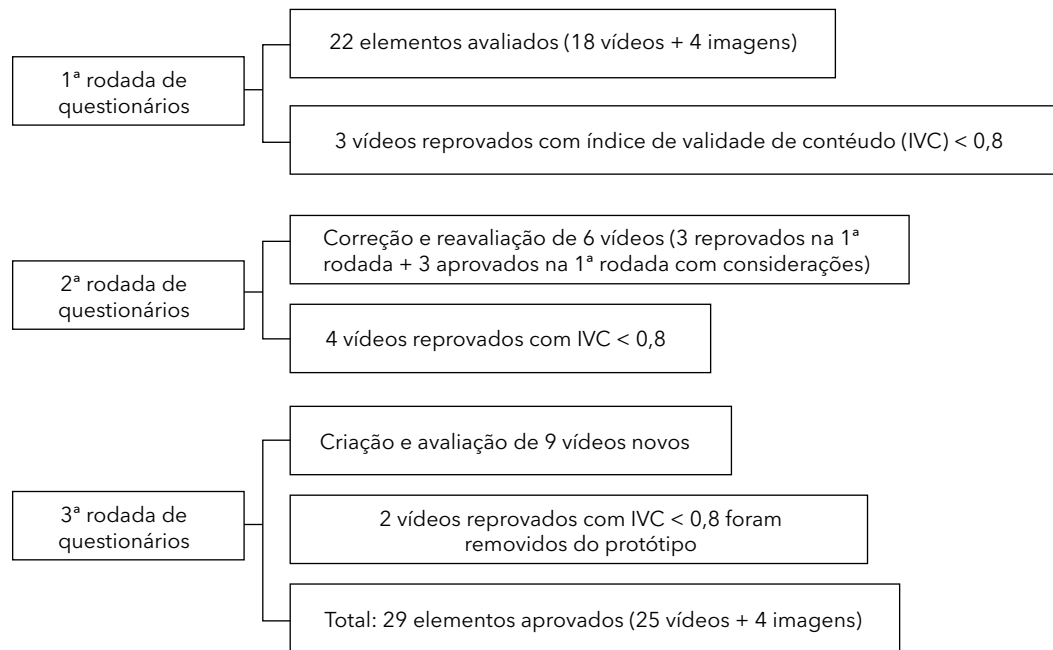 1ª rodada de
questionários
22 elementos avaliados (18 vídeos + 4 imagens)
3 vídeos reprovados com índice de validade de contéudo (IVC) < 0,8
2ª rodada de
questionários
Correção e reavaliação de 6 vídeos (3 reprovados na 1ª
rodada + 3 aprovados na 1ª rodada com considerações)
4 vídeos reprovados com IVC < 0,8
3ª rodada de
questionários
Criação e avaliação de 9 vídeos novos
2 vídeos reprovados com IVC < 0,8 foram
removidos do protótipo
Total: 29 elementos aprovados (25 vídeos + 4 imagens)